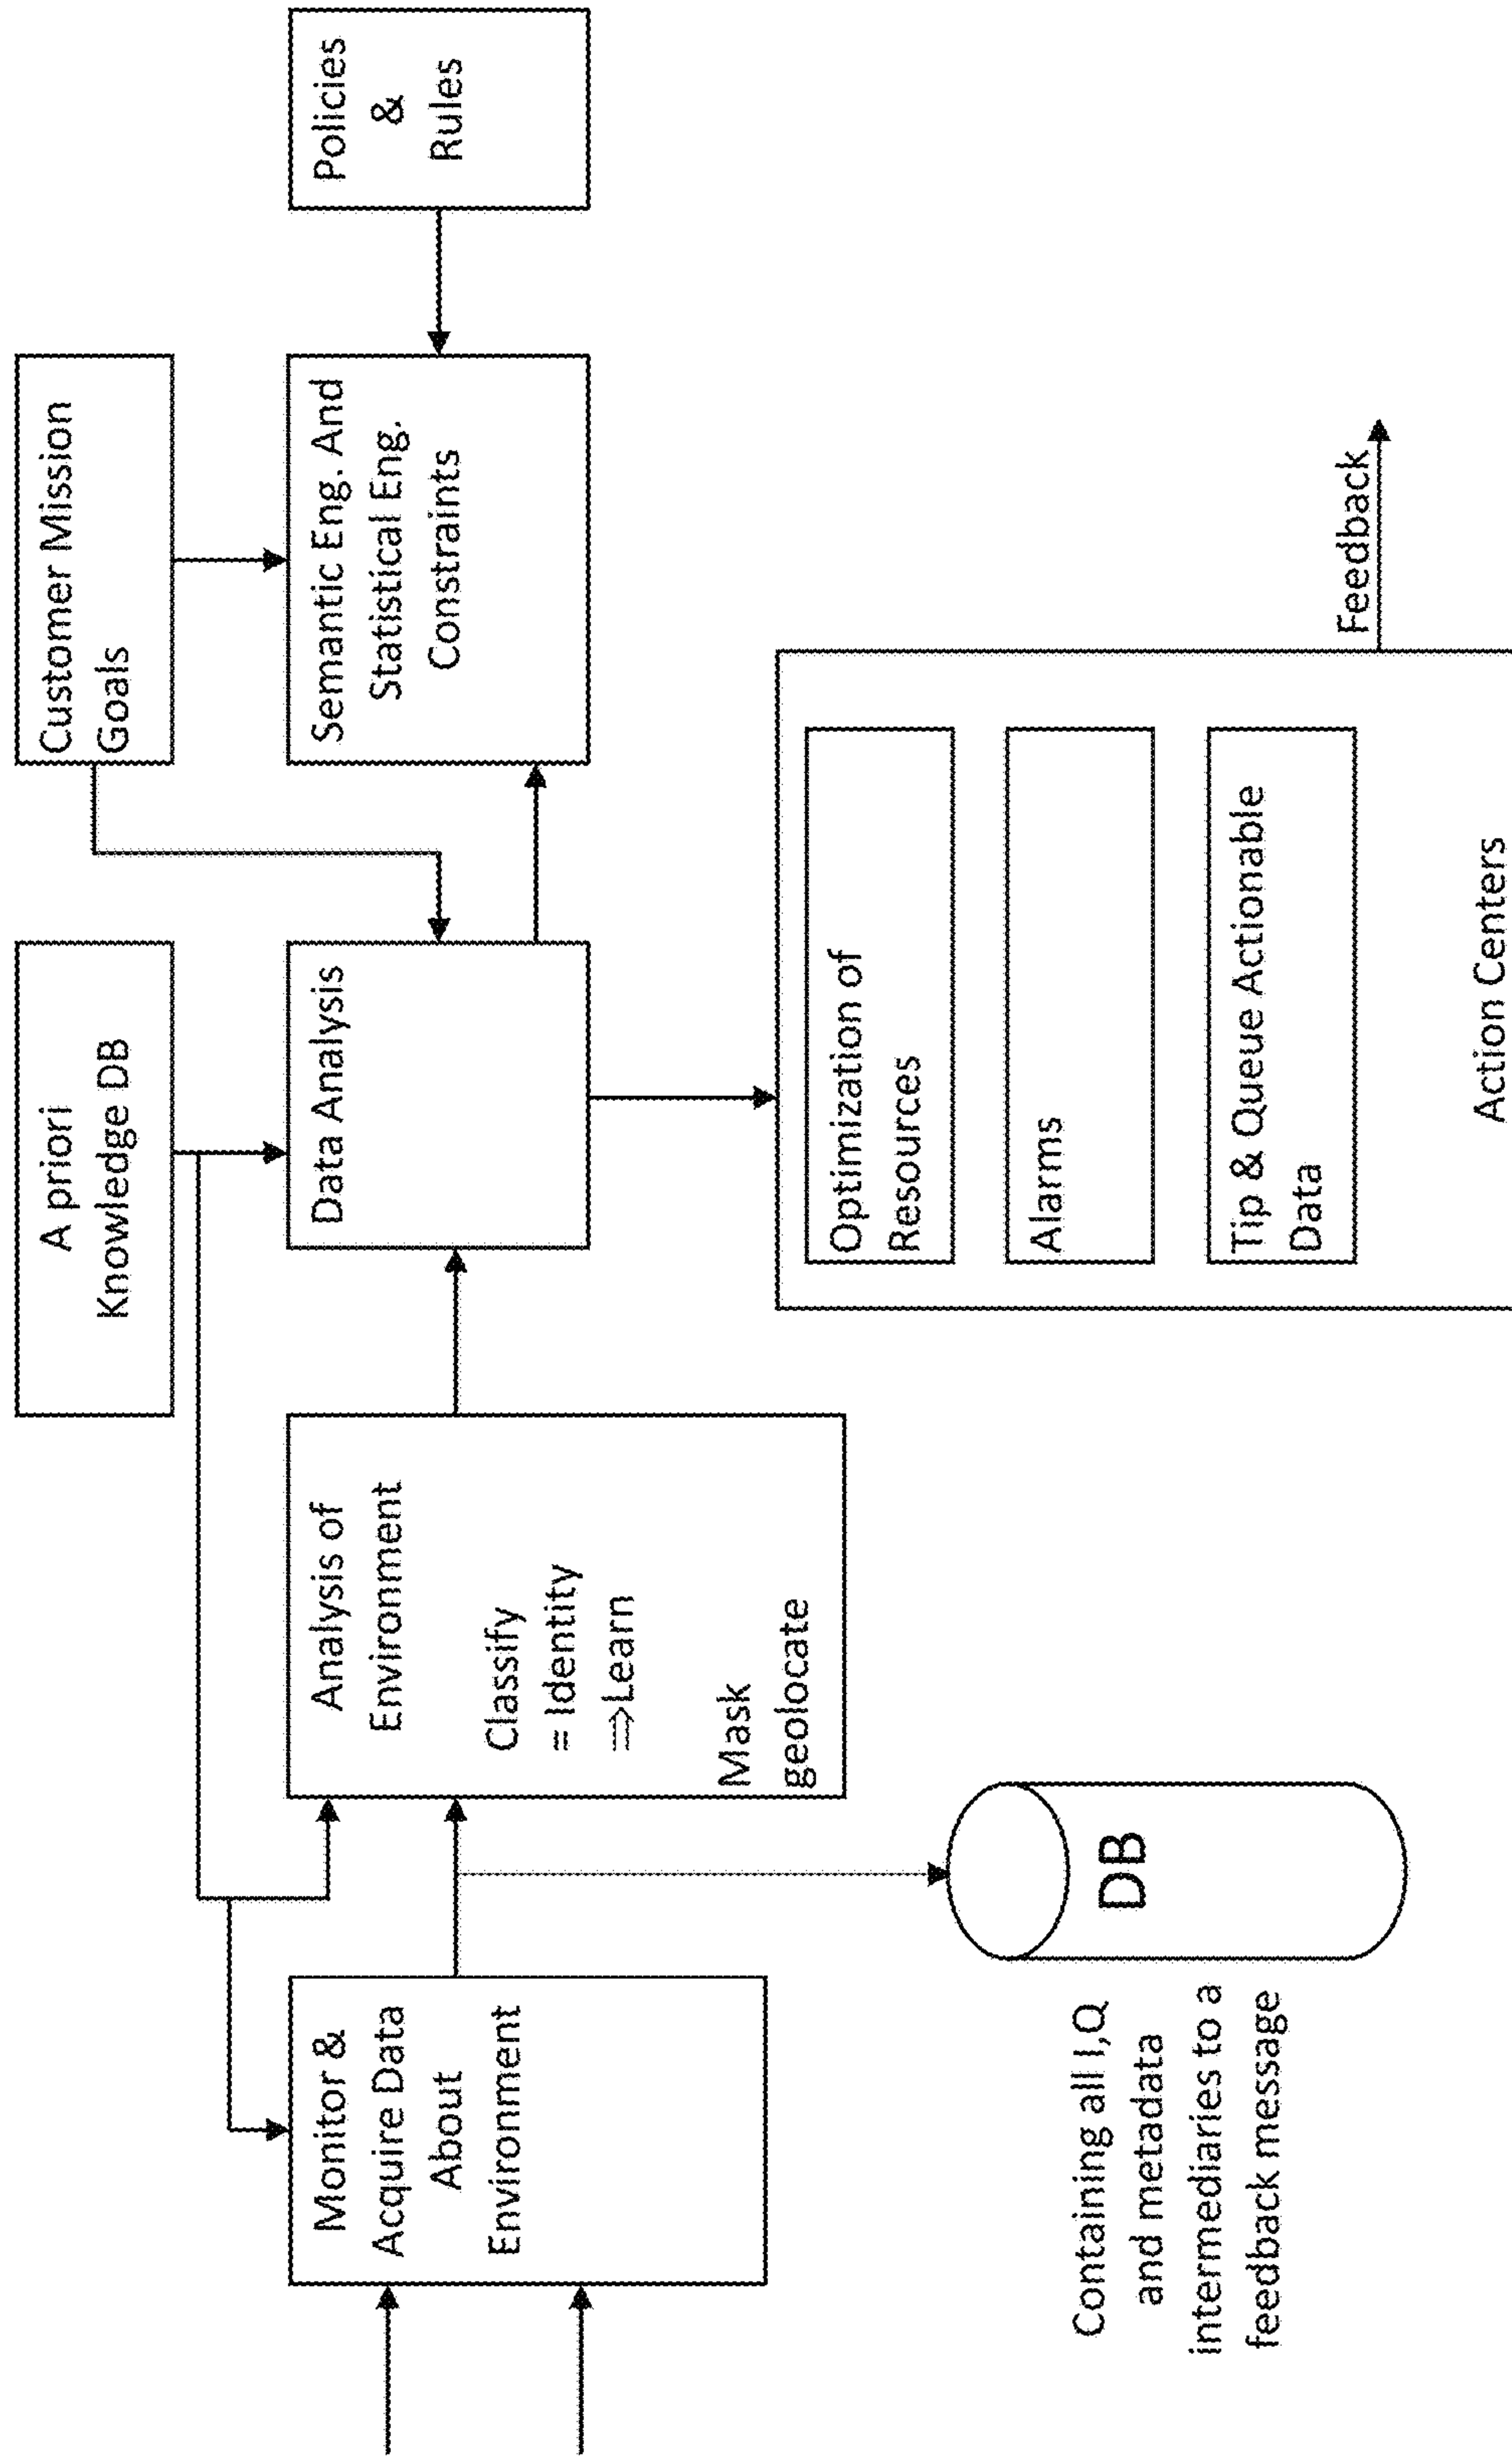 A priori
Knowledge DB
Customer Mission
Goals
Monitor &
Acquire Data
About
Environment
Analysis of
Environment
Classify
= Identity
⇒Learn
Mask
geolocate
Data Analysis
Semantic Eng. And
Statistical Eng.
Constraints
Policies
&
Rules
DB
Containing all I,Q
and metadata
intermediaries to a
feedback message
Optimization of
Resources
Alarms
Tip & Queue Actionable
Data
Action Centers
Feedback